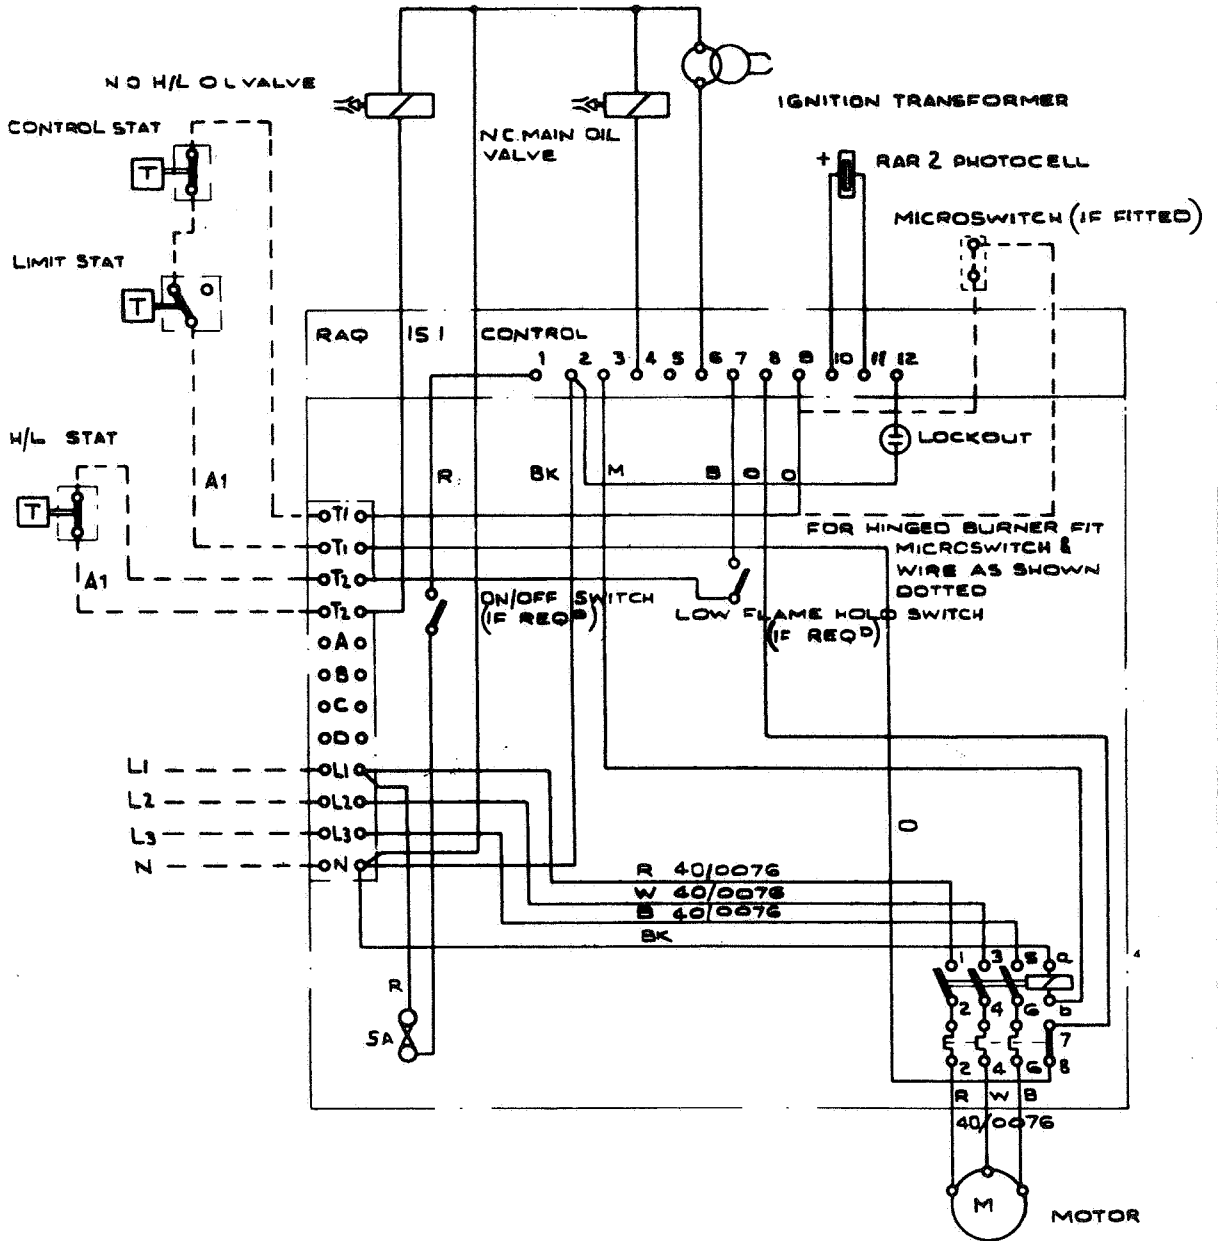 N O H/L O L VALVE
CONTROL STAT
T
N.C. MAIN OIL
VALVE
IGNITION TRANSFORMER
+ RAR 2 PHOTOCELL
MICROSWITCH (IF FITTED)
LIMIT STAT
T
RAQ 151 CONTROL
1 2 3 4 5 6 7 8 9 10 11 12
H/L STAT
T
A1
A1
R BK M B O O
LOCKOUT
T1
T1
T2
T2
A
B
C
D
FOR HINGED BURNER FIT
MICROSWITCH &
WIRE AS SHOWN
DOTTED
ON/OFF SWITCH
(IF REQD)
LOW FLAME HOLD SWITCH
(IF REQD)
L1 L1
L2 L2
L3 L3
N N
O
R 40/0076
W 40/0076
B 40/0076
BK
R
5A
1 3 5 a
2 4 6 b
7
2 4 6 8
R W B
40/0076
M
MOTOR